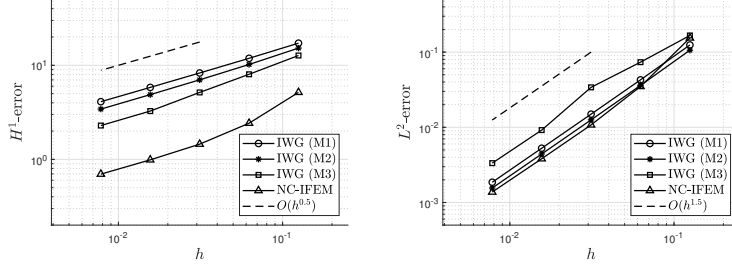 10^1
10^0
H^1-error
10^-2
10^-1
h
IWG (M1)
IWG (M2)
IWG (M3)
NC-IFEM
O(h^0.5)
10^-1
10^-2
10^-3
L^2-error
10^-2
10^-1
h
IWG (M1)
IWG (M2)
IWG (M3)
NC-IFEM
O(h^1.5)